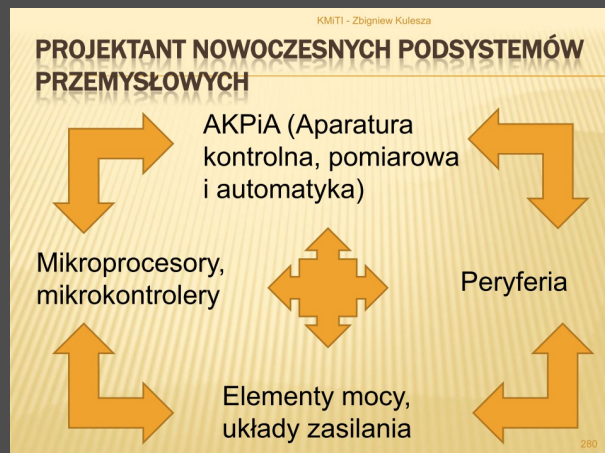 KMiTI - Zbigniew Kulesza
PROJEKTANT NOWOCZESNYCH PODSYSTEMÓW
PRZEMYSŁOWYCH
AKPiA (Aparatura
kontrolna, pomiarowa
i automatyka)
Mikroprocesory,
mikrokontrolery
Peryferia
Elementy mocy,
układy zasilania
280